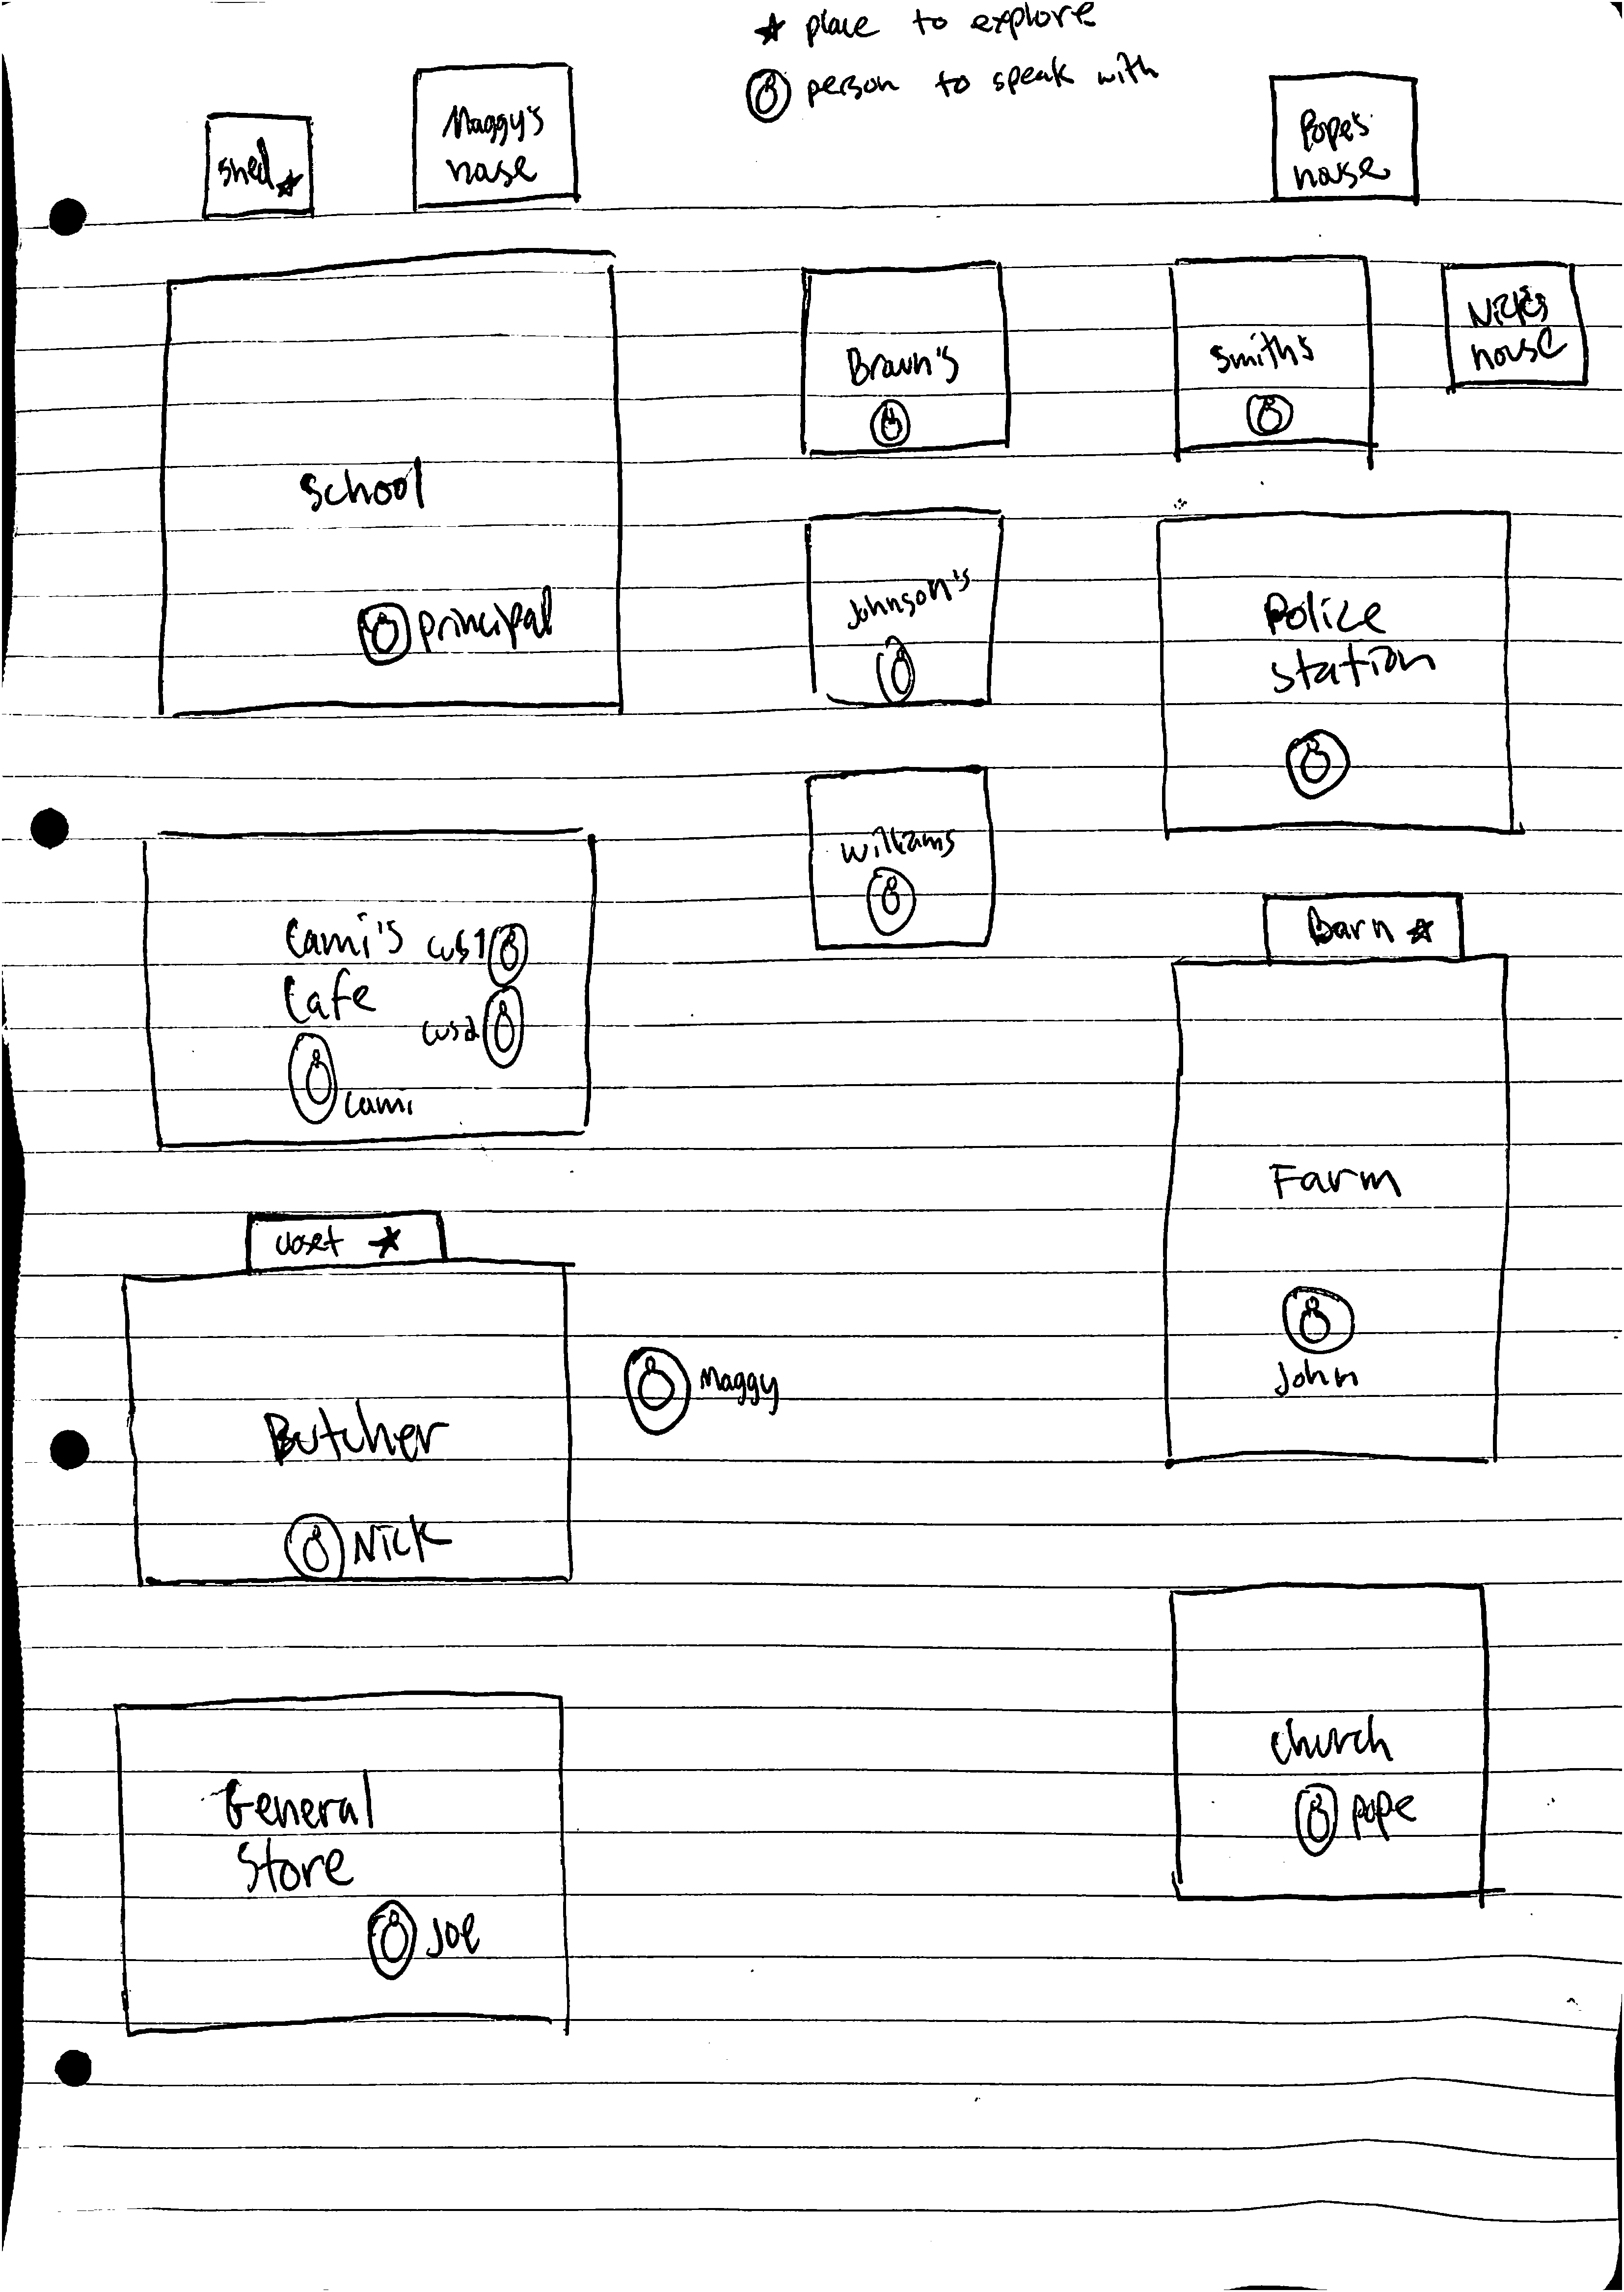 place to explore
person to speak with
shed
Maggy's
house
Pope's
house
Nick's
house
Smith's
Braun's
School
principal
Johnson's
Police
station
Williams
Cami's
Cafe
cus1
cus2
Cami
Barn
Farm
John
closet
Butcher
Nick
Maggy
General
Store
Joe
church
pope